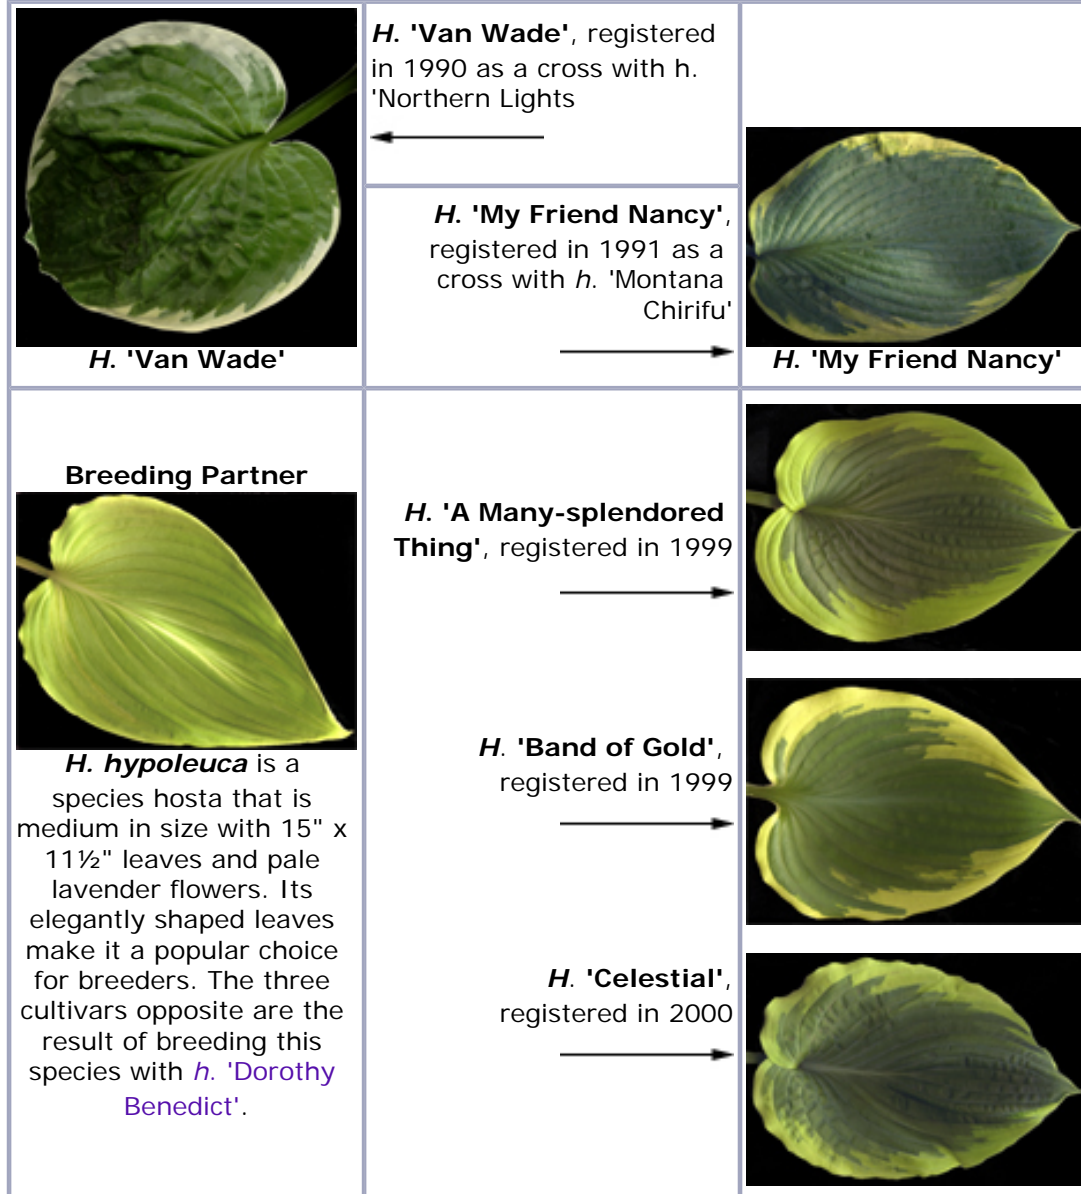 H. 'Van Wade', registered
in 1990 as a cross with h.
'Northern Lights
H. 'Van Wade'
H. 'My Friend Nancy',
registered in 1991 as a
cross with h. 'Montana
Chirifu'
H. 'My Friend Nancy'
Breeding Partner
H. hypoleuca is a
species hosta that is
medium in size with 15" x
11½" leaves and pale
lavender flowers. Its
elegantly shaped leaves
make it a popular choice
for breeders. The three
cultivars opposite are the
result of breeding this
species with h. 'Dorothy
Benedict'.
H. 'A Many-splendored
Thing', registered in 1999
H. 'Band of Gold',
registered in 1999
H. 'Celestial',
registered in 2000